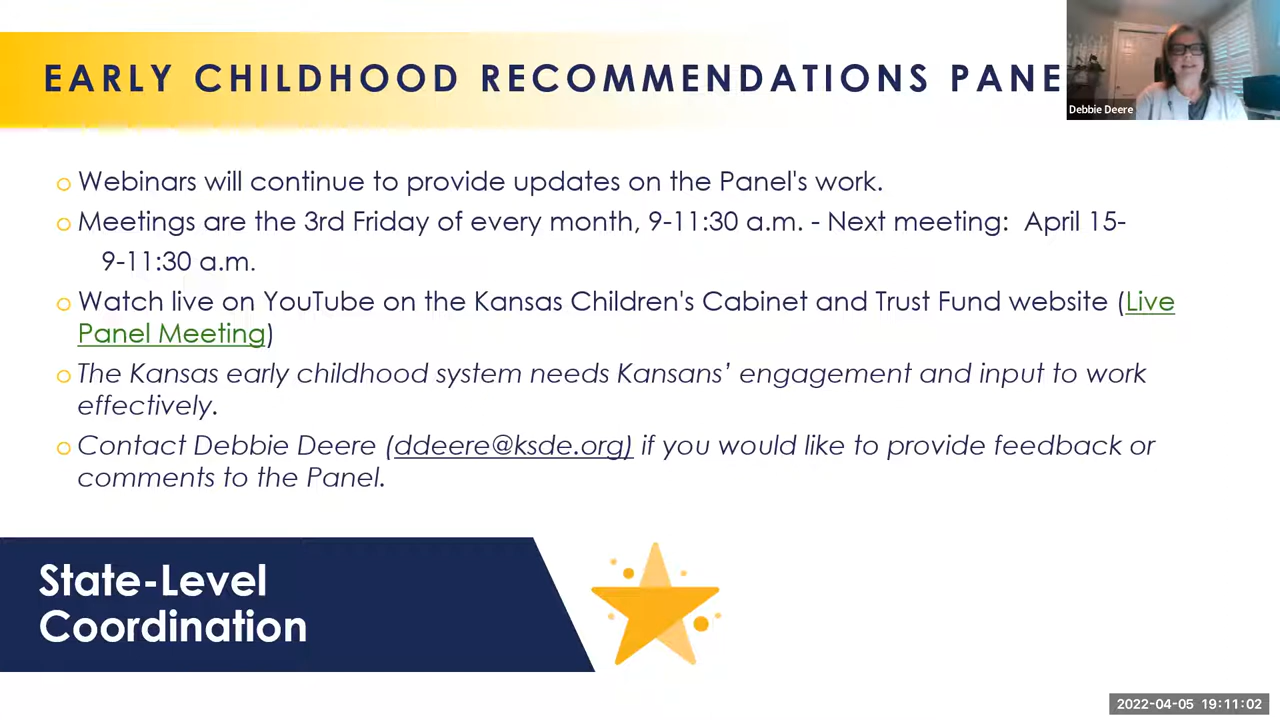 EARLY CHILDHOOD RECOMMENDATIONS PANE
Debbie Deere
o Webinars will continue to provide updates on the Panel's work.
o Meetings are the 3rd Friday of every month, 9-11:30 a.m. - Next meeting:  April 15-
9-11:30 a.m.
o Watch live on YouTube on the Kansas Children's Cabinet and Trust Fund website (Live
Panel Meeting)
o The Kansas early childhood system needs Kansans’ engagement and input to work
effectively.
o Contact Debbie Deere (ddeere@ksde.org) if you would like to provide feedback or
comments to the Panel.
State-Level
Coordination
2022-04-05 19:11:02